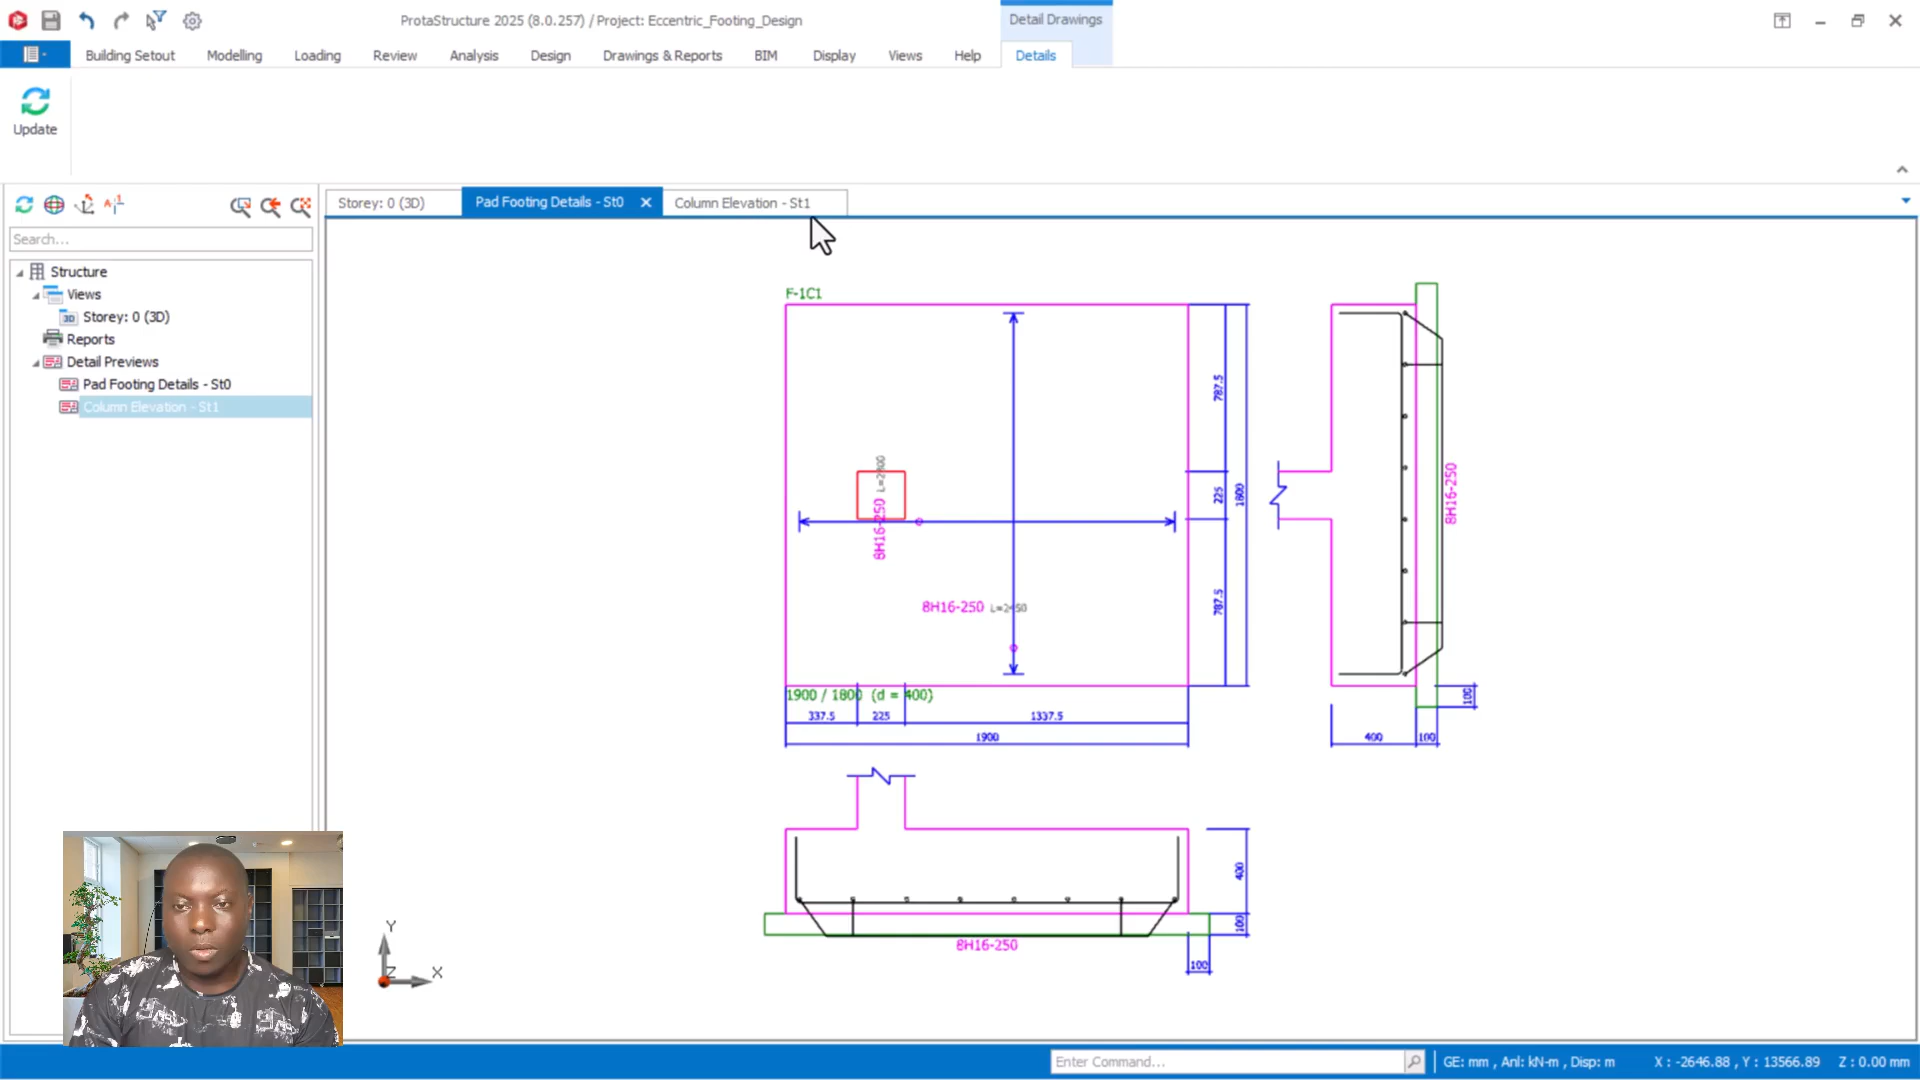 ProtaStructure 2025 (8.0.257) / Project: Eccentric_Footing_Design
Detail Drawings
Building Setout
Modelling
Loading
Review
Analysis
Design
Drawings & Reports
BIM
Display
Views
Help
Details
Update
Storey: 0 (3D)
Pad Footing Details - St0
Column Elevation - St1
Search...
Structure
Views
3D Storey: 0 (3D)
Reports
Detail Previews
Pad Footing Details - St0
Column Elevation - St1
F-1C1
787.5
225
1800
787.5
8H16-250
8H16-250
8H16-250
1900 / 1800 (d = 400)
337.5
225
1337.5
1900
400
100
100
400
100
8H16-250
100
Y
Z
X
Enter Command...
GE: mm , Anl: kN-m , Disp: m
X : -2646.88 , Y : 13566.89
Z : 0.00 mm